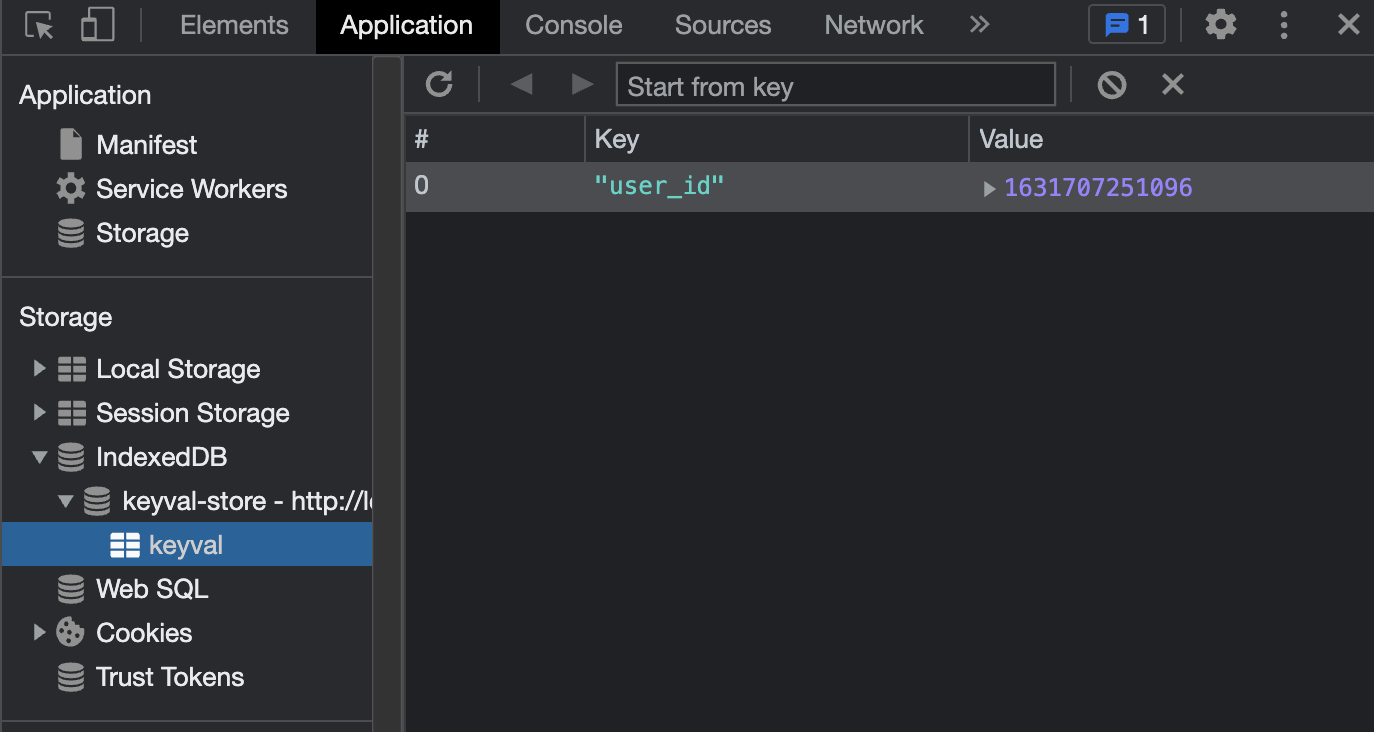 Elements Application Console Sources Network » 1
Start from key
Application
Manifest
Service Workers
Storage
Storage
Local Storage
Session Storage
IndexedDB
keyval-store - http://l
keyval
Web SQL
Cookies
Trust Tokens
# Key Value
0 "user_id" 1631707251096